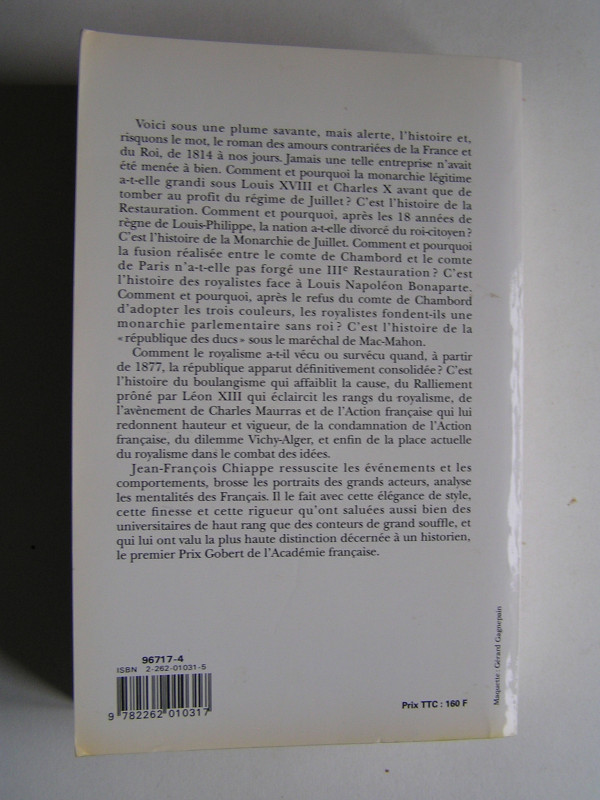 Voici sous une plume savante, mais alerte, l'histoire et,
risquons le mot, le roman des amours contrariées de la France et
du Roi, de 1814 à nos jours. Jamais une telle entreprise n'avait
été menée à bien. Comment et pourquoi la monarchie légitime
a-t-elle grandi sous Louis XVIII et Charles X avant que de
tomber au profit du régime de Juillet ? C'est l'histoire de la
Restauration. Comment et pourquoi, après les 18 années de
règne de Louis-Philippe, la nation a-t-elle divorcé du roi-citoyen ?
C'est l'histoire de la Monarchie de Juillet. Comment et pourquoi
la fusion réalisée entre le comte de Chambord et le comte
de Paris n'a-t-elle pas forgé une IIIe Restauration ? C'est
l'histoire des royalistes face à Louis Napoléon Bonaparte.
Comment et pourquoi, après le refus du comte de Chambord
d'adopter les trois couleurs, les royalistes fondent-ils une
monarchie parlementaire sans roi ? C'est l'histoire de la
« république des ducs » sous le maréchal de Mac-Mahon.
Comment le royalisme a-t-il vécu ou survécu quand, à partir
de 1877, la république apparut définitivement consolidée ? C'est
l'histoire du boulangisme qui affaiblit la cause, du Ralliement
prôné par Léon XIII qui éclaircit les rangs du royalisme, de
l'avènement de Charles Maurras et de l'Action française qui lui
redonnent hauteur et vigueur, de la condamnation de l'Action
française, du dilemme Vichy-Alger, et enfin de la place actuelle
du royalisme dans le combat des idées.
Jean-François Chiappe ressuscite les événements et les
comportements, brosse les portraits des grands acteurs, analyse
les mentalités des Français. Il le fait avec cette élégance de style,
cette finesse et cette rigueur qu'ont saluées aussi bien des
universitaires de haut rang que des conteurs de grand souffle, et
qui lui ont valu la plus haute distinction décernée à un historien,
le premier Prix Gobert de l'Académie française.
96717-4
ISBN 2-262-01031-5
9 782262 010317
Prix TTC : 160 F
Maquette : Gérard Gagnepain